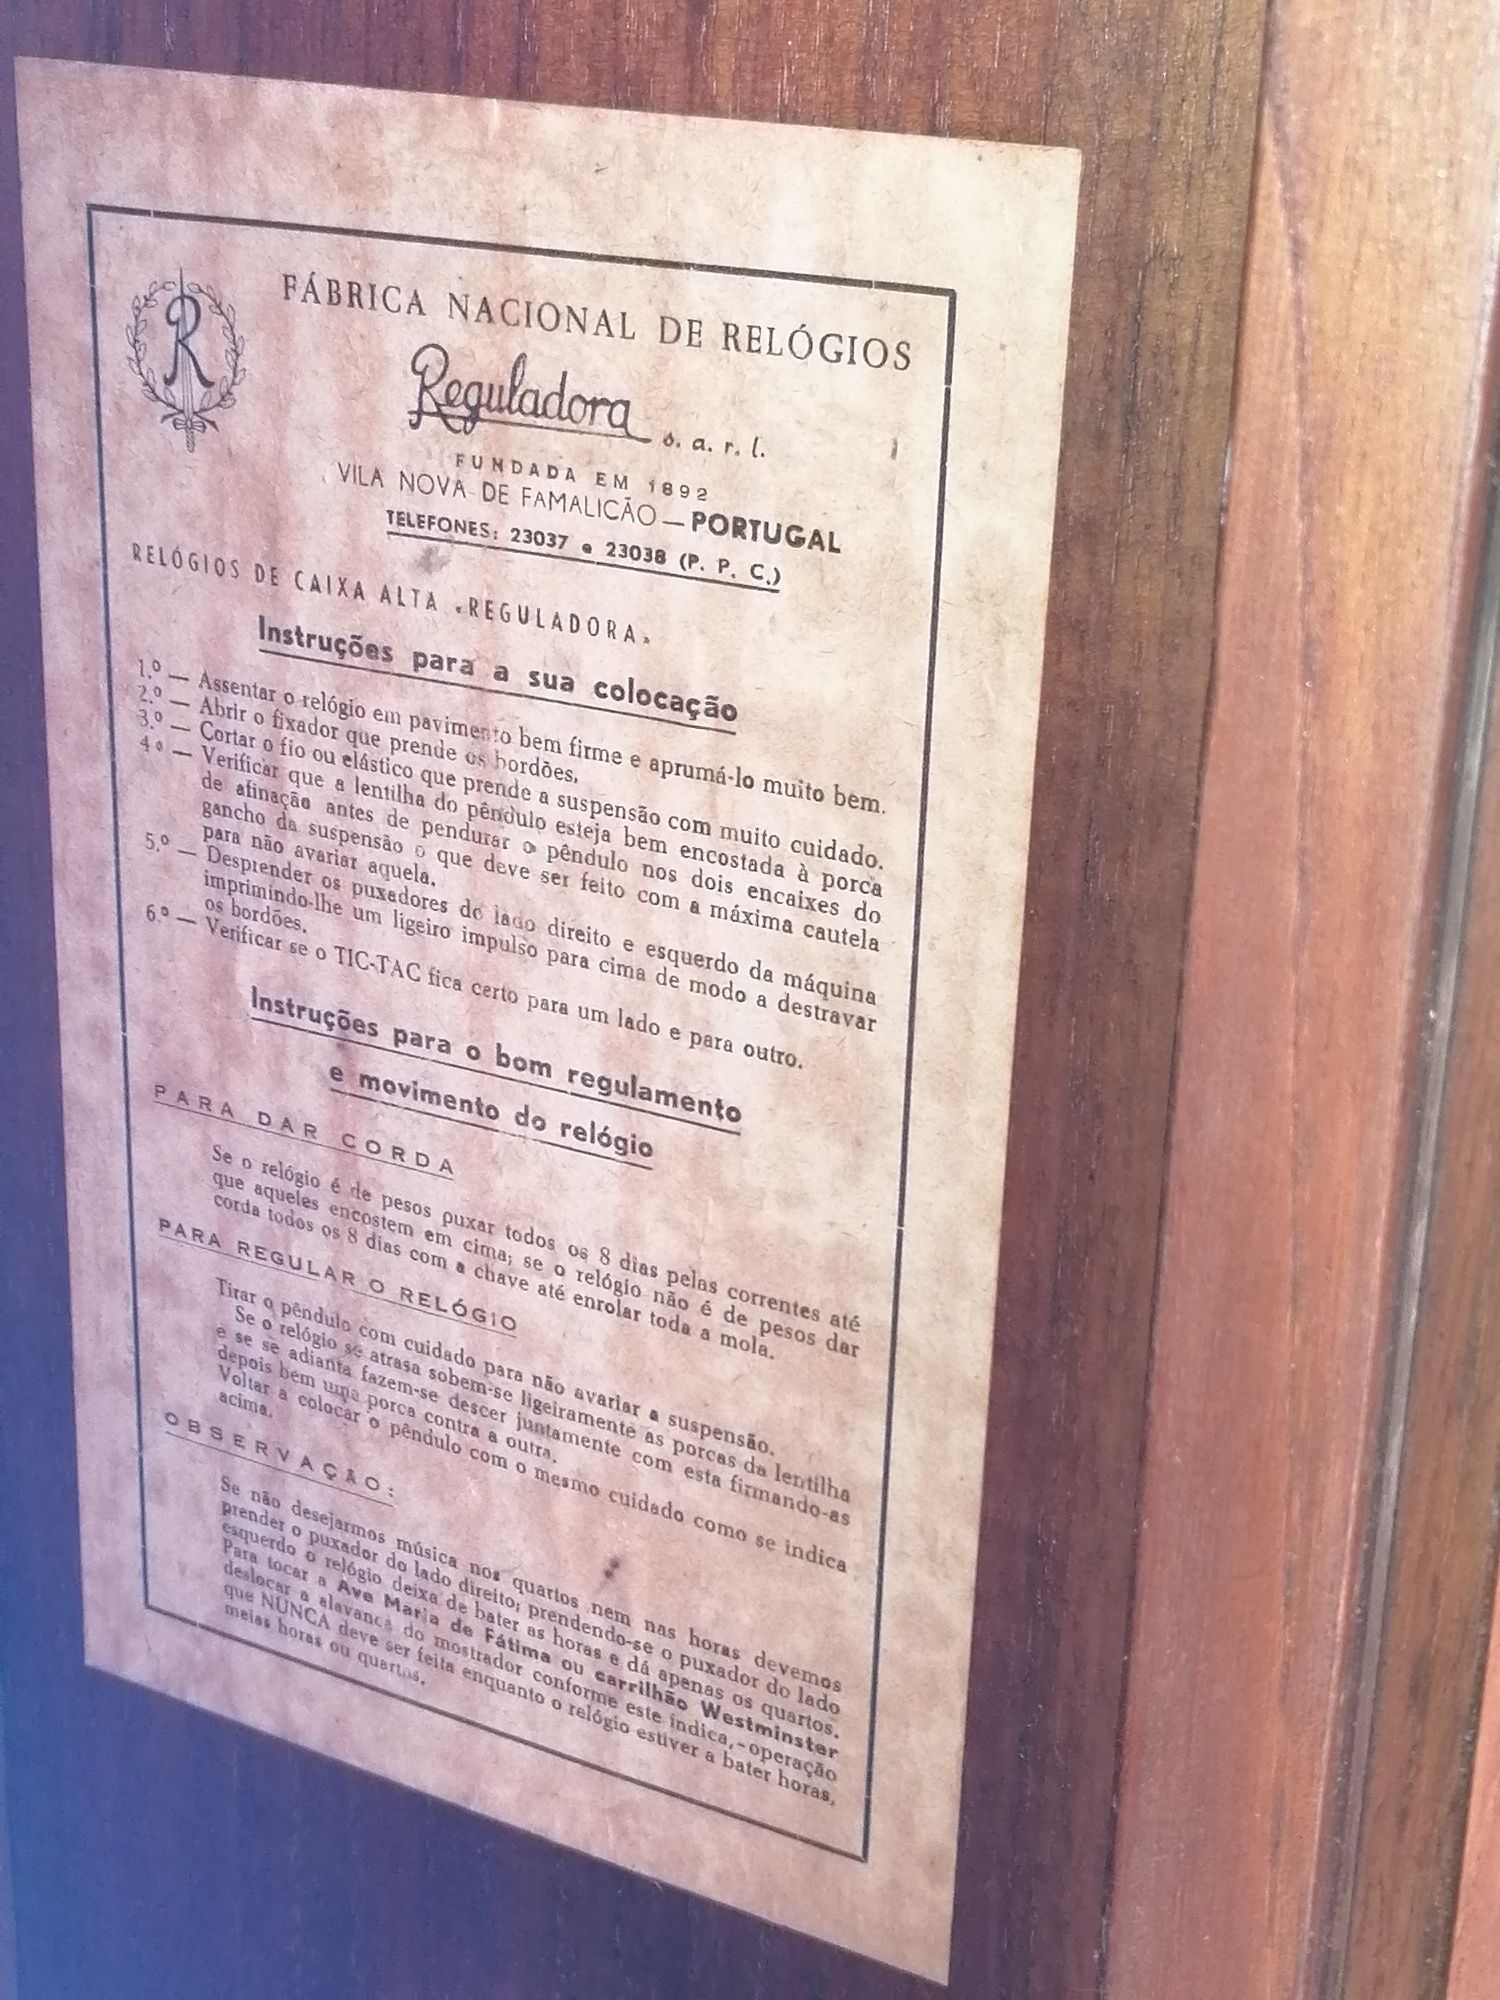 R
FÁBRICA NACIONAL DE RELÓGIOS
Reguladora s. a. r. l.
FUNDADA EM 1892
VILA NOVA DE FAMALICÃO — PORTUGAL
TELEFONES: 23037 e 23038 (P. P. C.)
RELÓGIOS DE CAIXA ALTA «REGULADORA»
Instruções para a sua colocação
1.º — Assentar o relógio em pavimento bem firme e aprumá-lo muito bem.
2.º — Abrir o fixador que prende os bordões.
3.º — Cortar o fio ou elástico que prende a suspensão com muito cuidado.
4º — Verificar que a lentilha do pêndulo esteja bem encostada à porca
de afinação antes de pendurar o pêndulo nos dois encaixes do
gancho da suspensão o que deve ser feito com a máxima cautela
para não avariar aquela.
5.º — Desprender os puxadores do lado direito e esquerdo da máquina
imprimindo-lhe um ligeiro impulso para cima de modo a destravar
os bordões.
6.º — Verificar se o TIC-TAC fica certo para um lado e para outro.
Instruções para o bom regulamento
e movimento do relógio
PARA DAR CORDA
Se o relógio é de pesos puxar todos os 8 dias pelas correntes até
que aqueles encostem em cima; se o relógio não é de pesos dar
corda todos os 8 dias com a chave até enrolar toda a mola.
PARA REGULAR O RELÓGIO
Tirar o pêndulo com cuidado para não avariar a suspensão.
Se o relógio se atrasa sobem-se ligeiramente as porcas da lentilha
e se se adianta fazem-se descer juntamente com esta firmando-as
depois bem uma porca contra a outra.
Voltar a colocar o pêndulo com o mesmo cuidado como se indica
acima.
OBSERVAÇÃO:
Se não desejarmos música nos quartos nem nas horas devemos
prender o puxador do lado direito; prendendo-se o puxador do lado
esquerdo o relógio deixa de bater as horas e dá apenas os quartos.
Para tocar a Ave Maria de Fátima ou carrilhão Westminster
deslocar a alavanca do mostrador conforme este indica,-operação
que NUNCA deve ser feita enquanto o relógio estiver a bater horas,
meias horas ou quartos.